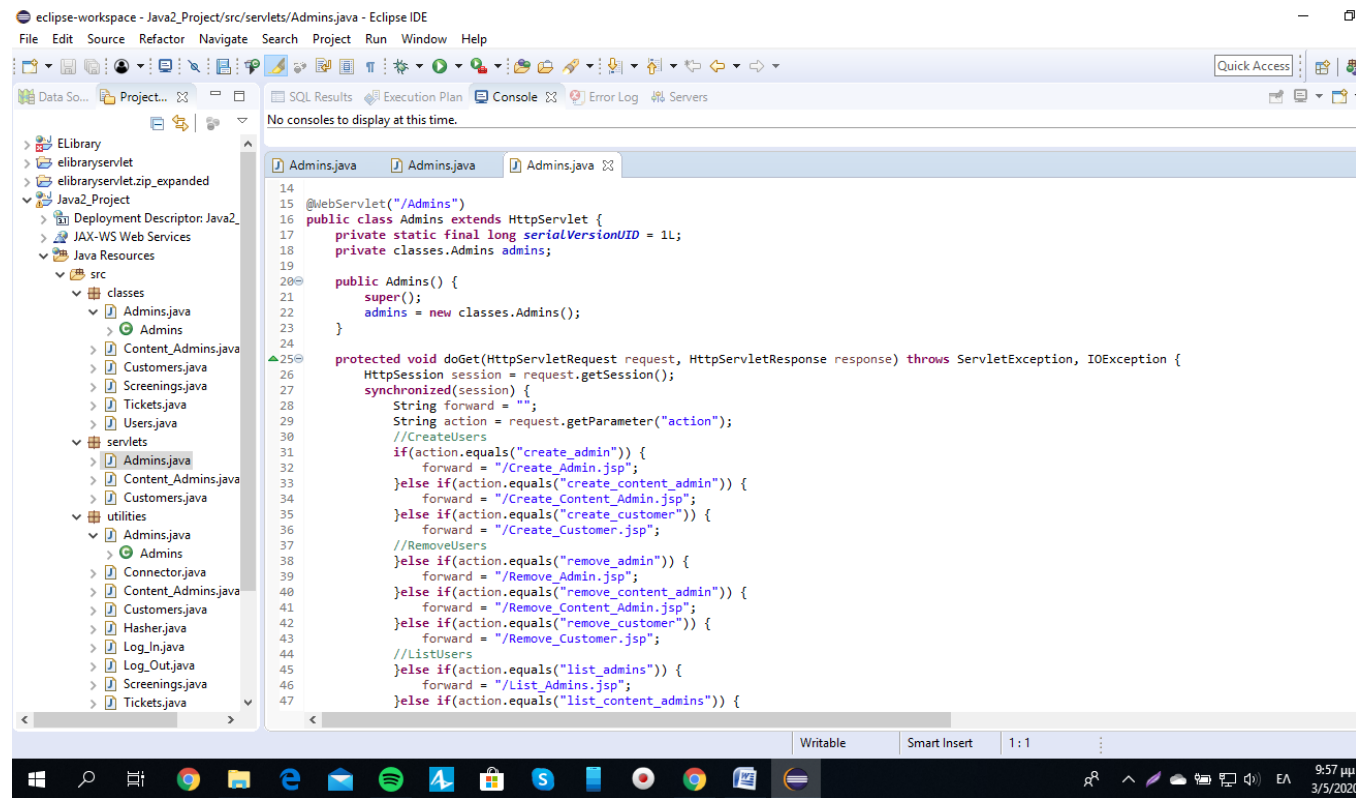 eclipse-workspace - Java2_Project/src/servlets/Admins.java - Eclipse IDE
File Edit Source Refactor Navigate Search Project Run Window Help
Quick Access
Data So... Project...
SQL Results Execution Plan Console Error Log Servers
No consoles to display at this time.
ELibrary
elibraryservlet
elibraryservlet.zip_expanded
Java2_Project
Deployment Descriptor: Java2_
JAX-WS Web Services
Java Resources
src
classes
Admins.java
Admins
Content_Admins.java
Customers.java
Screenings.java
Tickets.java
Users.java
servlets
Admins.java
Content_Admins.java
Customers.java
utilities
Admins.java
Admins
Connector.java
Content_Admins.java
Customers.java
Hasher.java
Log_In.java
Log_Out.java
Screenings.java
Tickets.java
Admins.java Admins.java Admins.java
14
15 @WebServlet("/Admins")
16 public class Admins extends HttpServlet {
17 private static final long serialVersionUID = 1L;
18 private classes.Admins admins;
19
20 public Admins() {
21 super();
22 admins = new classes.Admins();
23 }
24
25 protected void doGet(HttpServletRequest request, HttpServletResponse response) throws ServletException, IOException {
26 HttpSession session = request.getSession();
27 synchronized(session) {
28 String forward = "";
29 String action = request.getParameter("action");
30 //CreateUsers
31 if(action.equals("create_admin")) {
32 forward = "/Create_Admin.jsp";
33 }else if(action.equals("create_content_admin")) {
34 forward = "/Create_Content_Admin.jsp";
35 }else if(action.equals("create_customer")) {
36 forward = "/Create_Customer.jsp";
37 //RemoveUsers
38 }else if(action.equals("remove_admin")) {
39 forward = "/Remove_Admin.jsp";
40 }else if(action.equals("remove_content_admin")) {
41 forward = "/Remove_Content_Admin.jsp";
42 }else if(action.equals("remove_customer")) {
43 forward = "/Remove_Customer.jsp";
44 //ListUsers
45 }else if(action.equals("list_admins")) {
46 forward = "/List_Admins.jsp";
47 }else if(action.equals("list_content_admins")) {
Writable Smart Insert 1 : 1
ΕΛ
9:57 μμ
3/5/2020